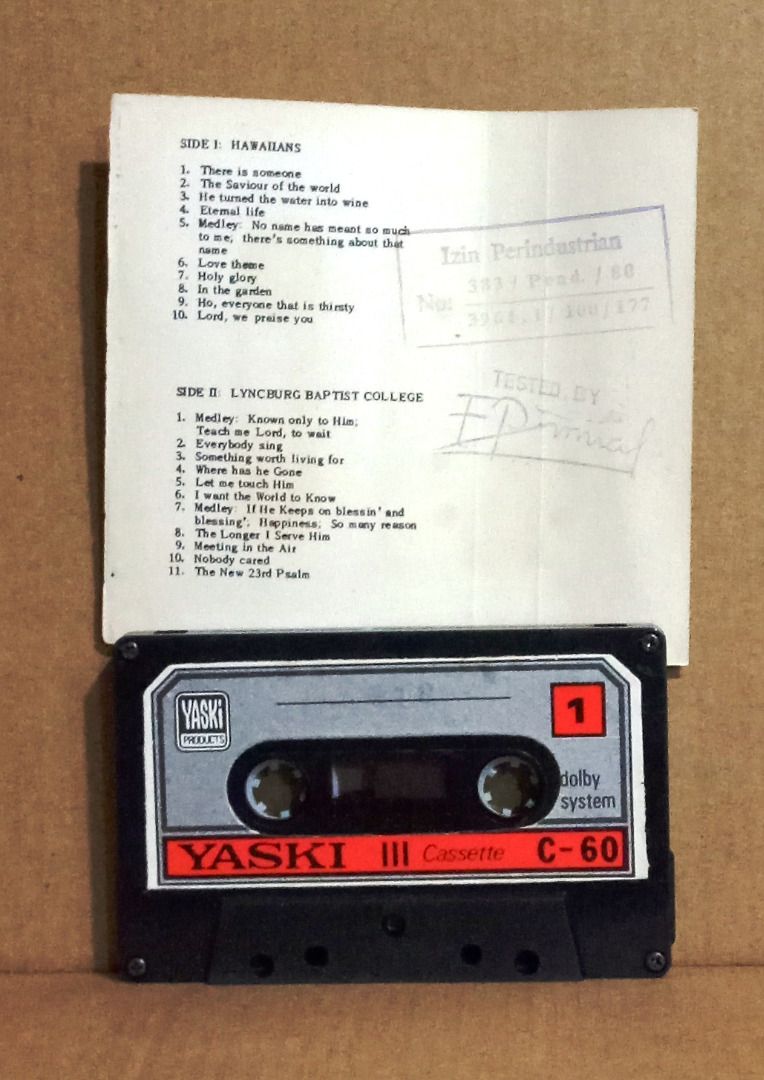 SIDE I: HAWAIIANS
1. There is someone
2. The Saviour of the world
3. He turned the water into wine
4. Eternal life
5. Medley: No name has meant so much
to me; there's something about that
name
6. Love theme
7. Holy glory
8. In the garden
9. Ho, everyone that is thirsty
10. Lord, we praise you
Izin Perindustrian
No:
TESTED BY
SIDE II: LYNCBURG BAPTIST COLLEGE
1. Medley: Known only to Him;
Teach me Lord, to wait
2. Everybody sing
3. Something worth living for
4. Where has he Gone
5. Let me touch Him
6. I want the World to Know
7. Medley: If He Keeps on blessin' and
blessing'; Happiness; So many reason
8. The Longer I Serve Him
9. Meeting in the Air
10. Nobody cared
11. The New 23rd Psalm
YASKi
PRODUCTS
1
dolby
system
YASKI III Cassette C-60